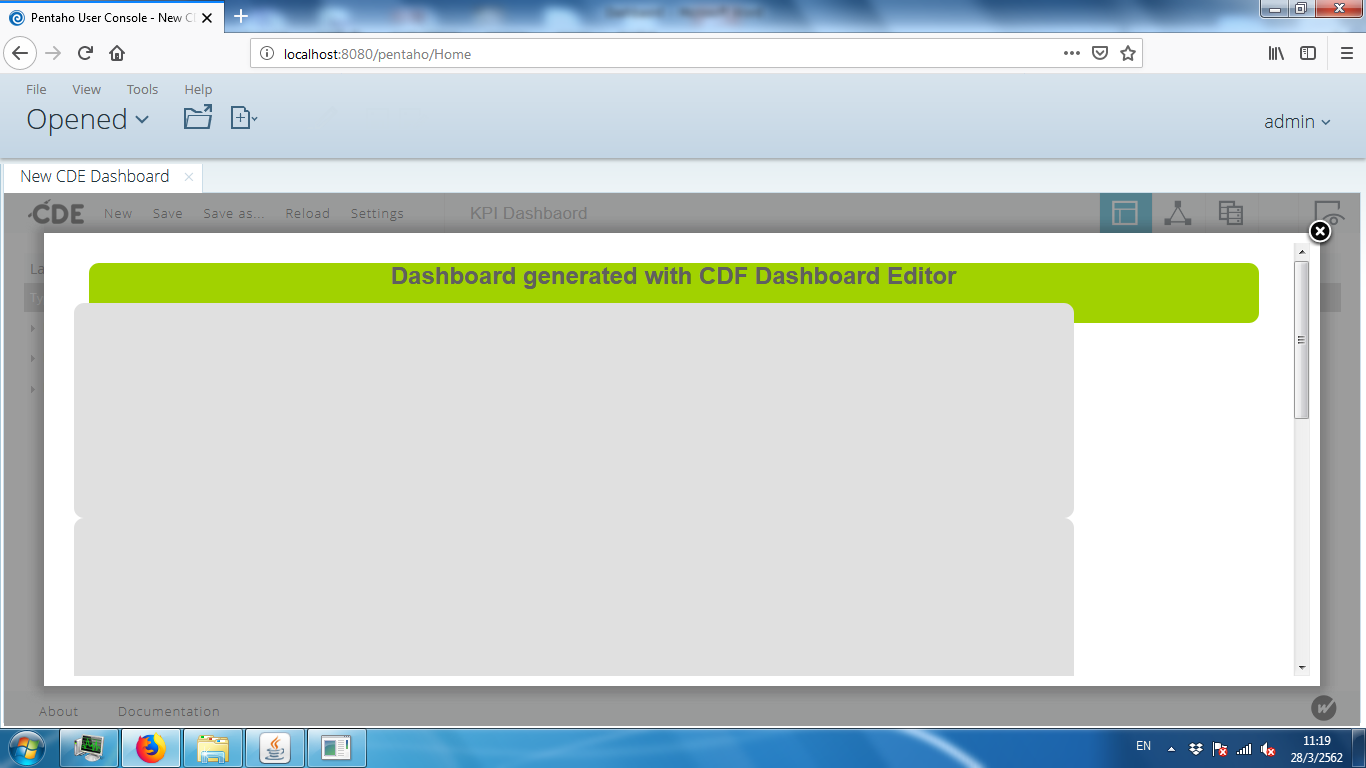 Pentaho User Console - New C
localhost:8080/pentaho/Home
File View Tools Help
Opened
admin
New CDE Dashboard
CDE New Save Save as... Reload Settings KPI Dashbaord
La
Ty
Dashboard generated with CDF Dashboard Editor
About Documentation
EN
11:19
28/3/2562